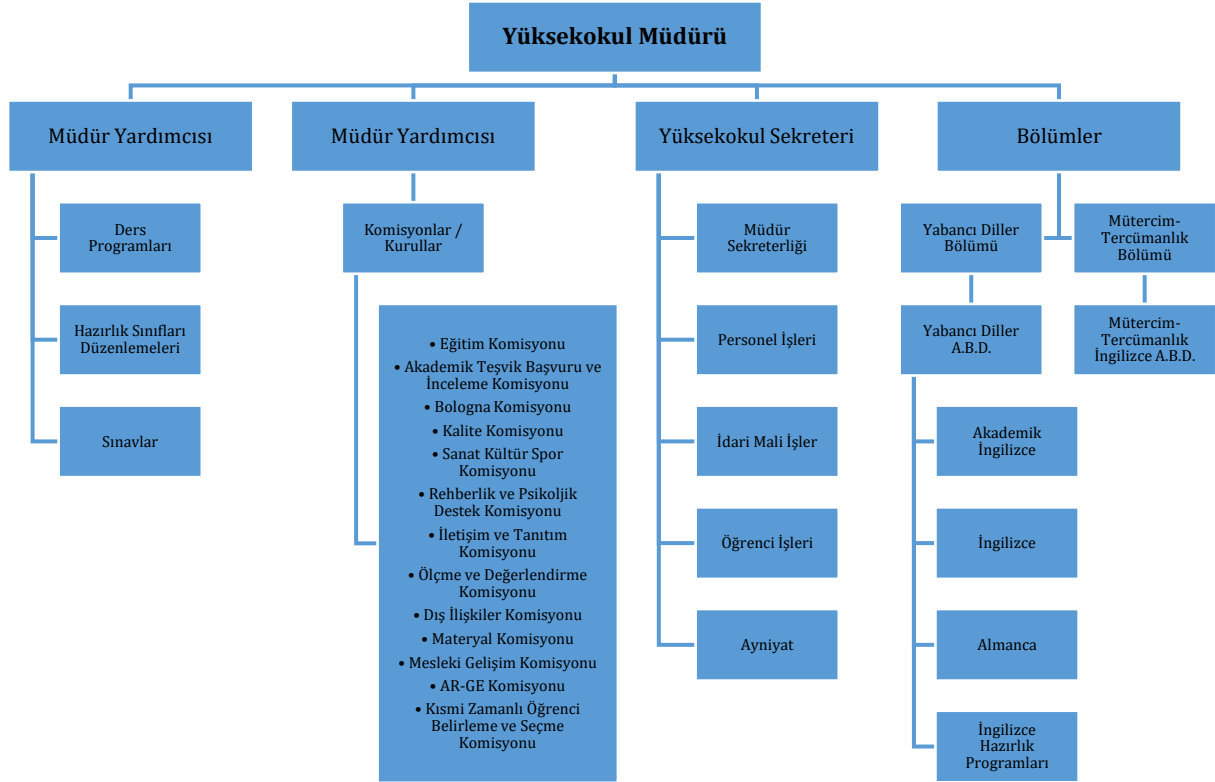 Yüksekokul Müdürü
Müdür Yardımcısı
Müdür Yardımcısı
Yüksekokul Sekreteri
Bölümler
Ders
Programları
Hazırlık Sınıfları
Düzenlemeleri
Sınavlar
Komisyonlar /
Kurullar
• Eğitim Komisyonu
• Akademik Teşvik Başvuru ve
İnceleme Komisyonu
• Bologna Komisyonu
• Kalite Komisyonu
• Sanat Kültür Spor
Komisyonu
• Rehberlik ve Psikoljik
Destek Komisyonu
• İletişim ve Tanıtım
Komisyonu
• Ölçme ve Değerlendirme
Komisyonu
• Dış İlişkiler Komisyonu
• Materyal Komisyonu
• Mesleki Gelişim Komisyonu
• AR-GE Komisyonu
• Kısmi Zamanlı Öğrenci
Belirleme ve Seçme
Komisyonu
Müdür
Sekreterliği
Personel İşleri
İdari Mali İşler
Öğrenci İşleri
Ayniyat
Yabancı Diller
Bölümü
Yabancı Diller
A.B.D.
Akademik
İngilizce
İngilizce
Almanca
İngilizce
Hazırlık
Programları
Mütercim-
Tercümanlık
Bölümü
Mütercim-
Tercümanlık
İngilizce A.B.D.